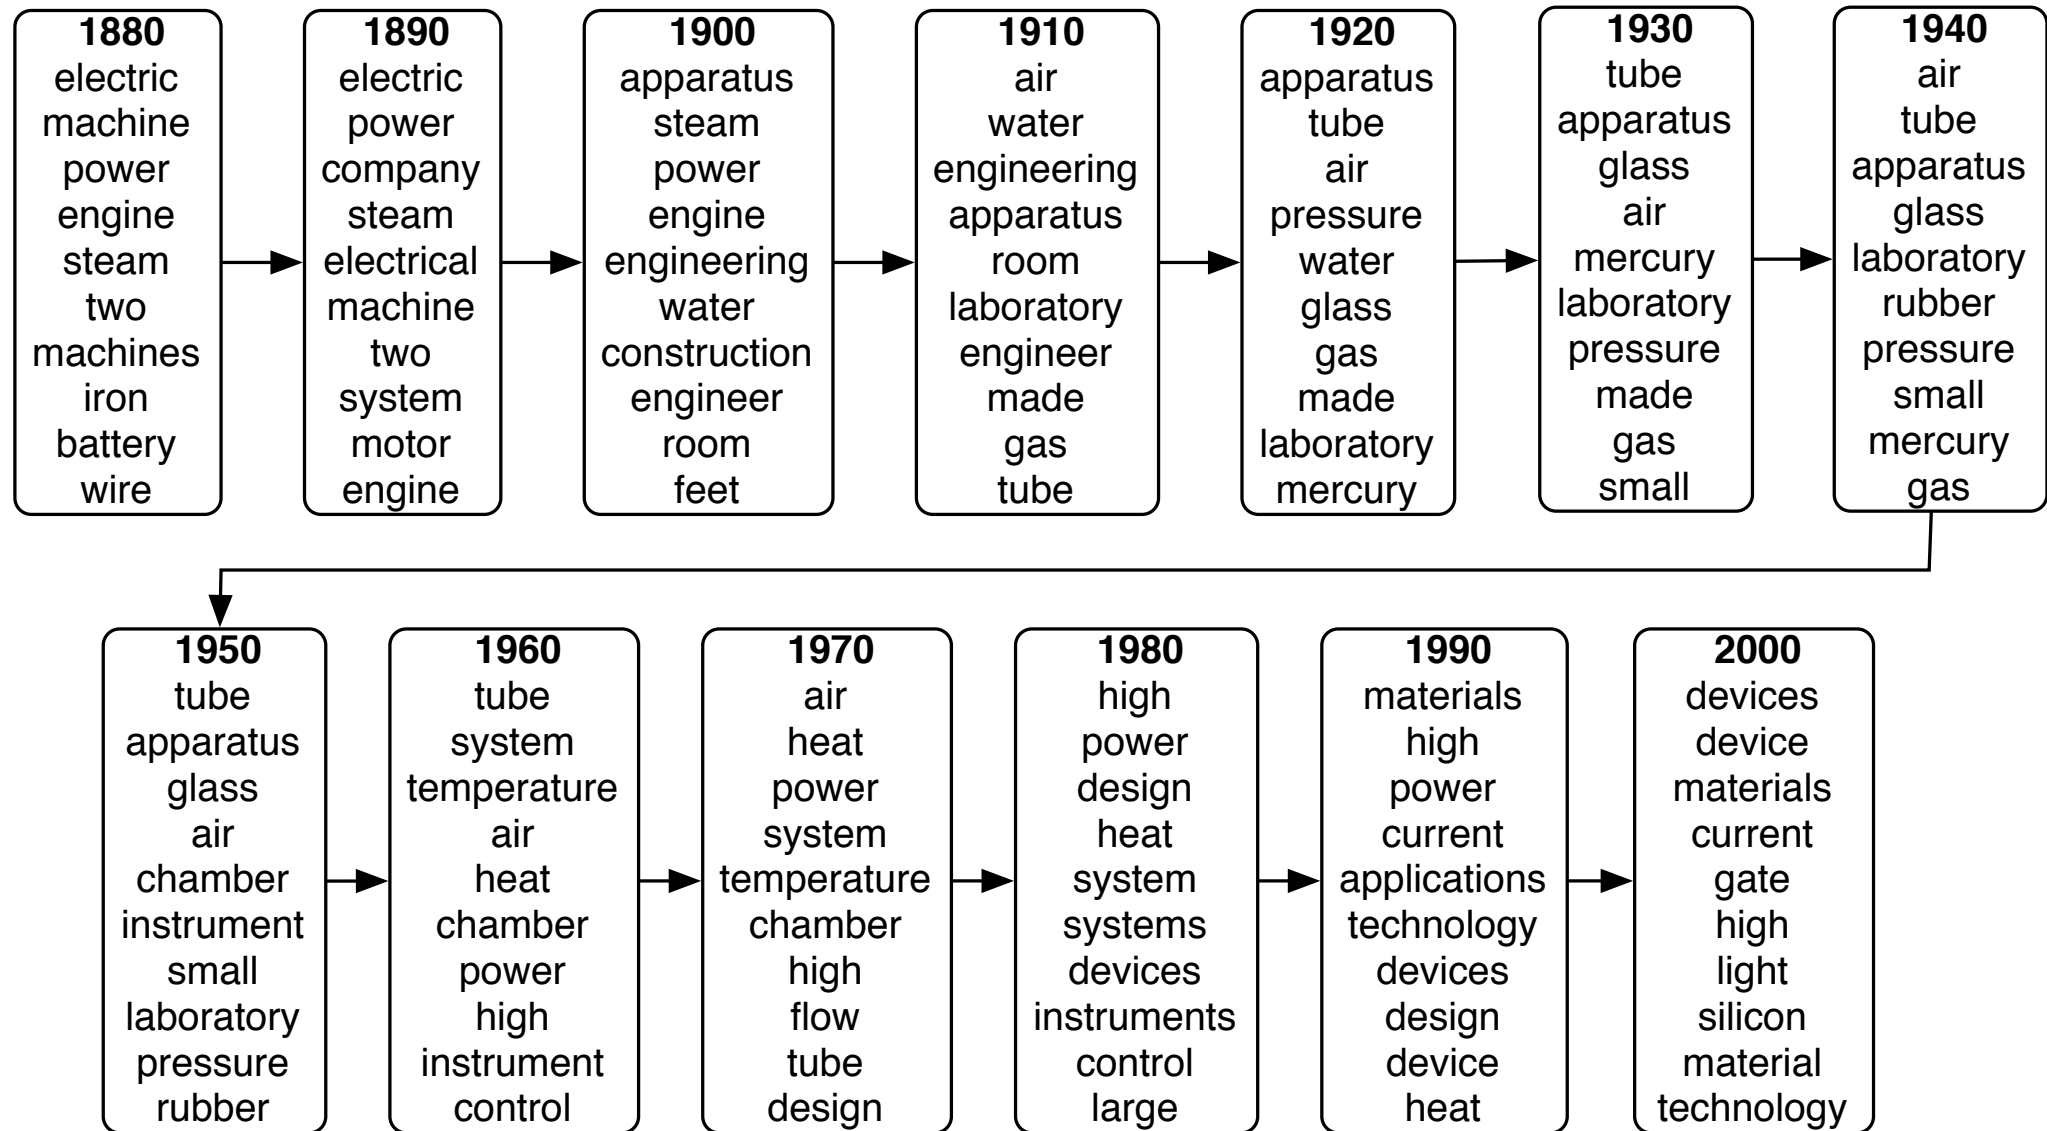 1880
electric
machine
power
engine
steam
two
machines
iron
battery
wire
1890
electric
power
company
steam
electrical
machine
two
system
motor
engine
1900
apparatus
steam
power
engine
engineering
water
construction
engineer
room
feet
1910
air
water
engineering
apparatus
room
laboratory
engineer
made
gas
tube
1920
apparatus
tube
air
pressure
water
glass
gas
made
laboratory
mercury
1930
tube
apparatus
glass
air
mercury
laboratory
pressure
made
gas
small
1940
air
tube
apparatus
glass
laboratory
rubber
pressure
small
mercury
gas
1950
tube
apparatus
glass
air
chamber
instrument
small
laboratory
pressure
rubber
1960
tube
system
temperature
air
heat
chamber
power
high
instrument
control
1970
air
heat
power
system
temperature
chamber
high
flow
tube
design
1980
high
power
design
heat
system
systems
devices
instruments
control
large
1990
materials
high
power
current
applications
technology
devices
design
device
heat
2000
devices
device
materials
current
gate
high
light
silicon
material
technology